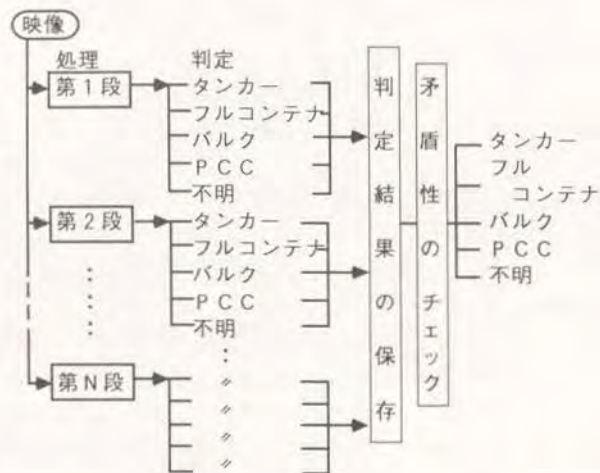 映像
処理
判定
第1段
タンカー
フルコンテナ
バルク
PCC
不明
第2段
タンカー
フルコンテナ
バルク
PCC
不明
第N段
〃
〃
〃
〃
判定結果の保存
矛盾性のチェック
タンカー
フル
コンテナ
バルク
PCC
不明